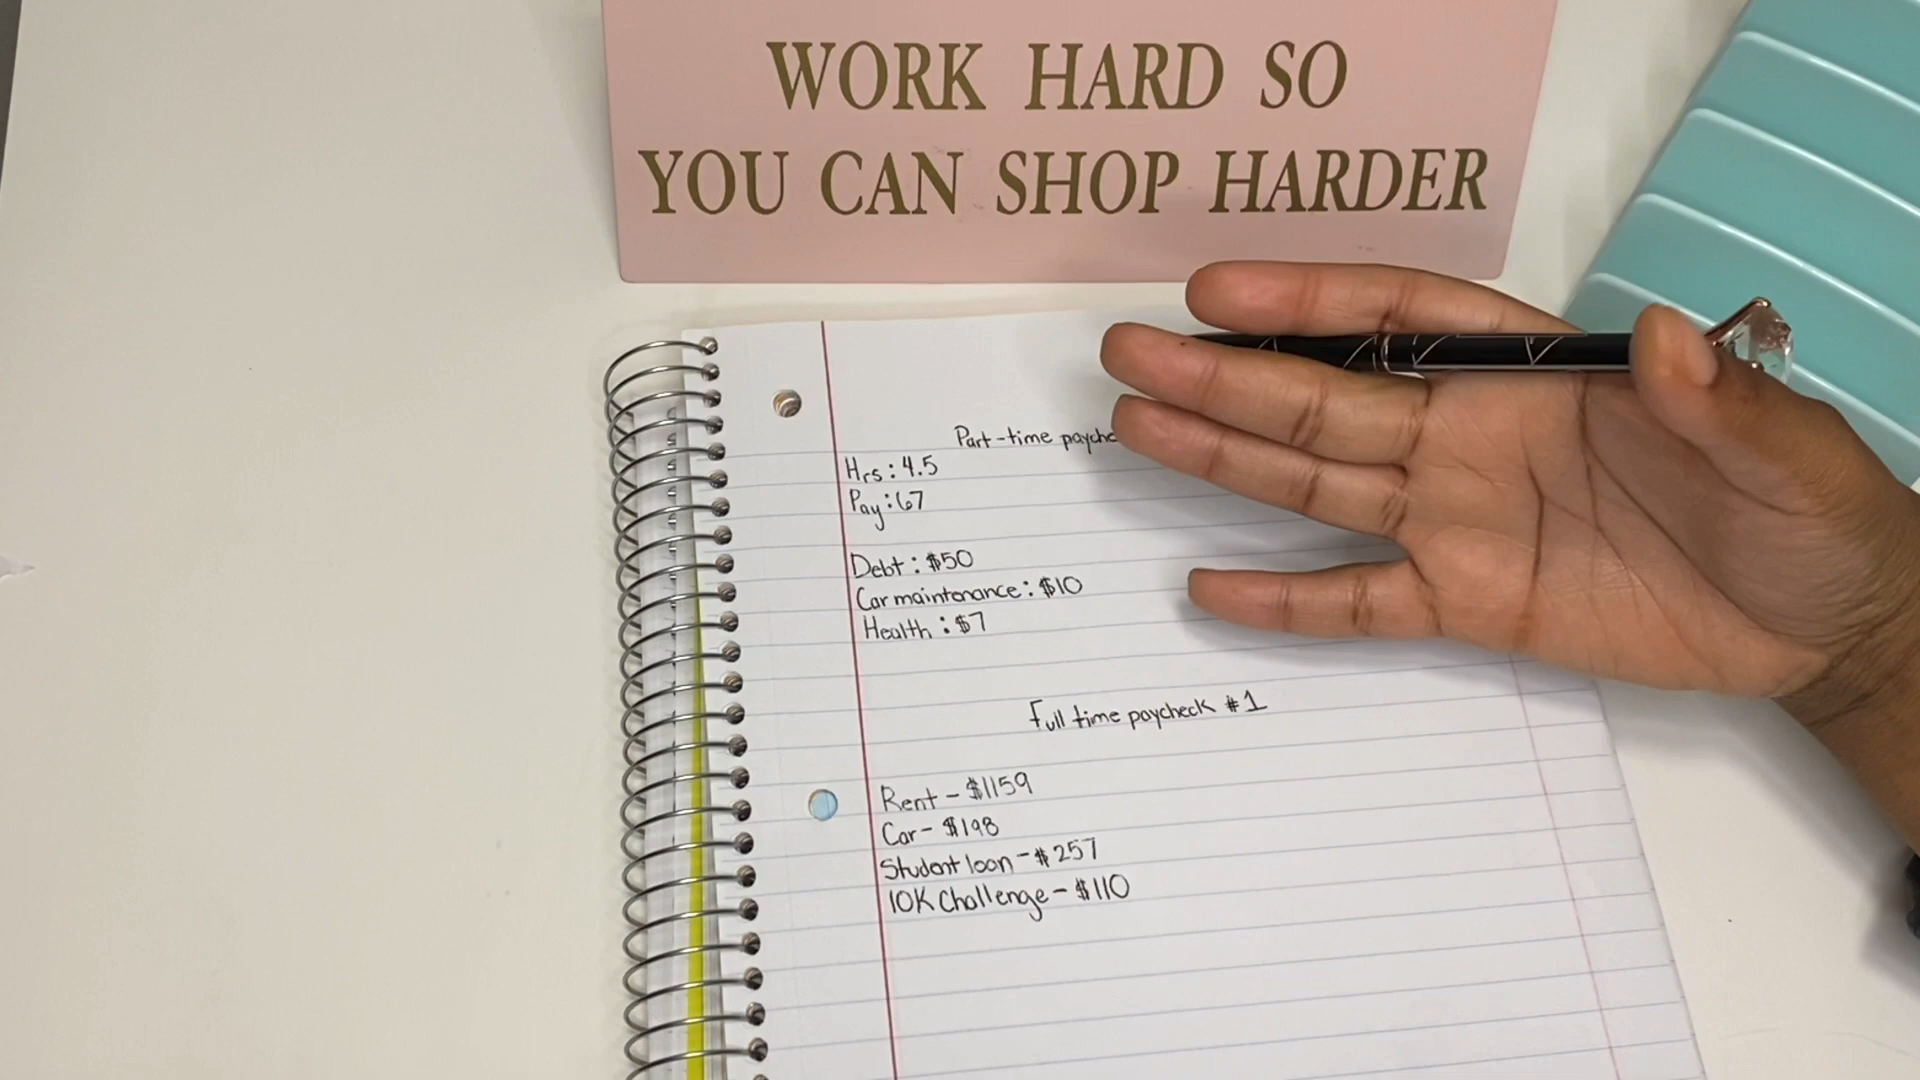 WORK HARD SO
YOU CAN SHOP HARDER
Part-time
Hrs: 4.5
Pay: 67
Debt: $50
Car maintenance: $10
Health: $7
Full time paycheck #1
Rent - $1159
Car - $198
Student loan - $257
10K Challenge - $110